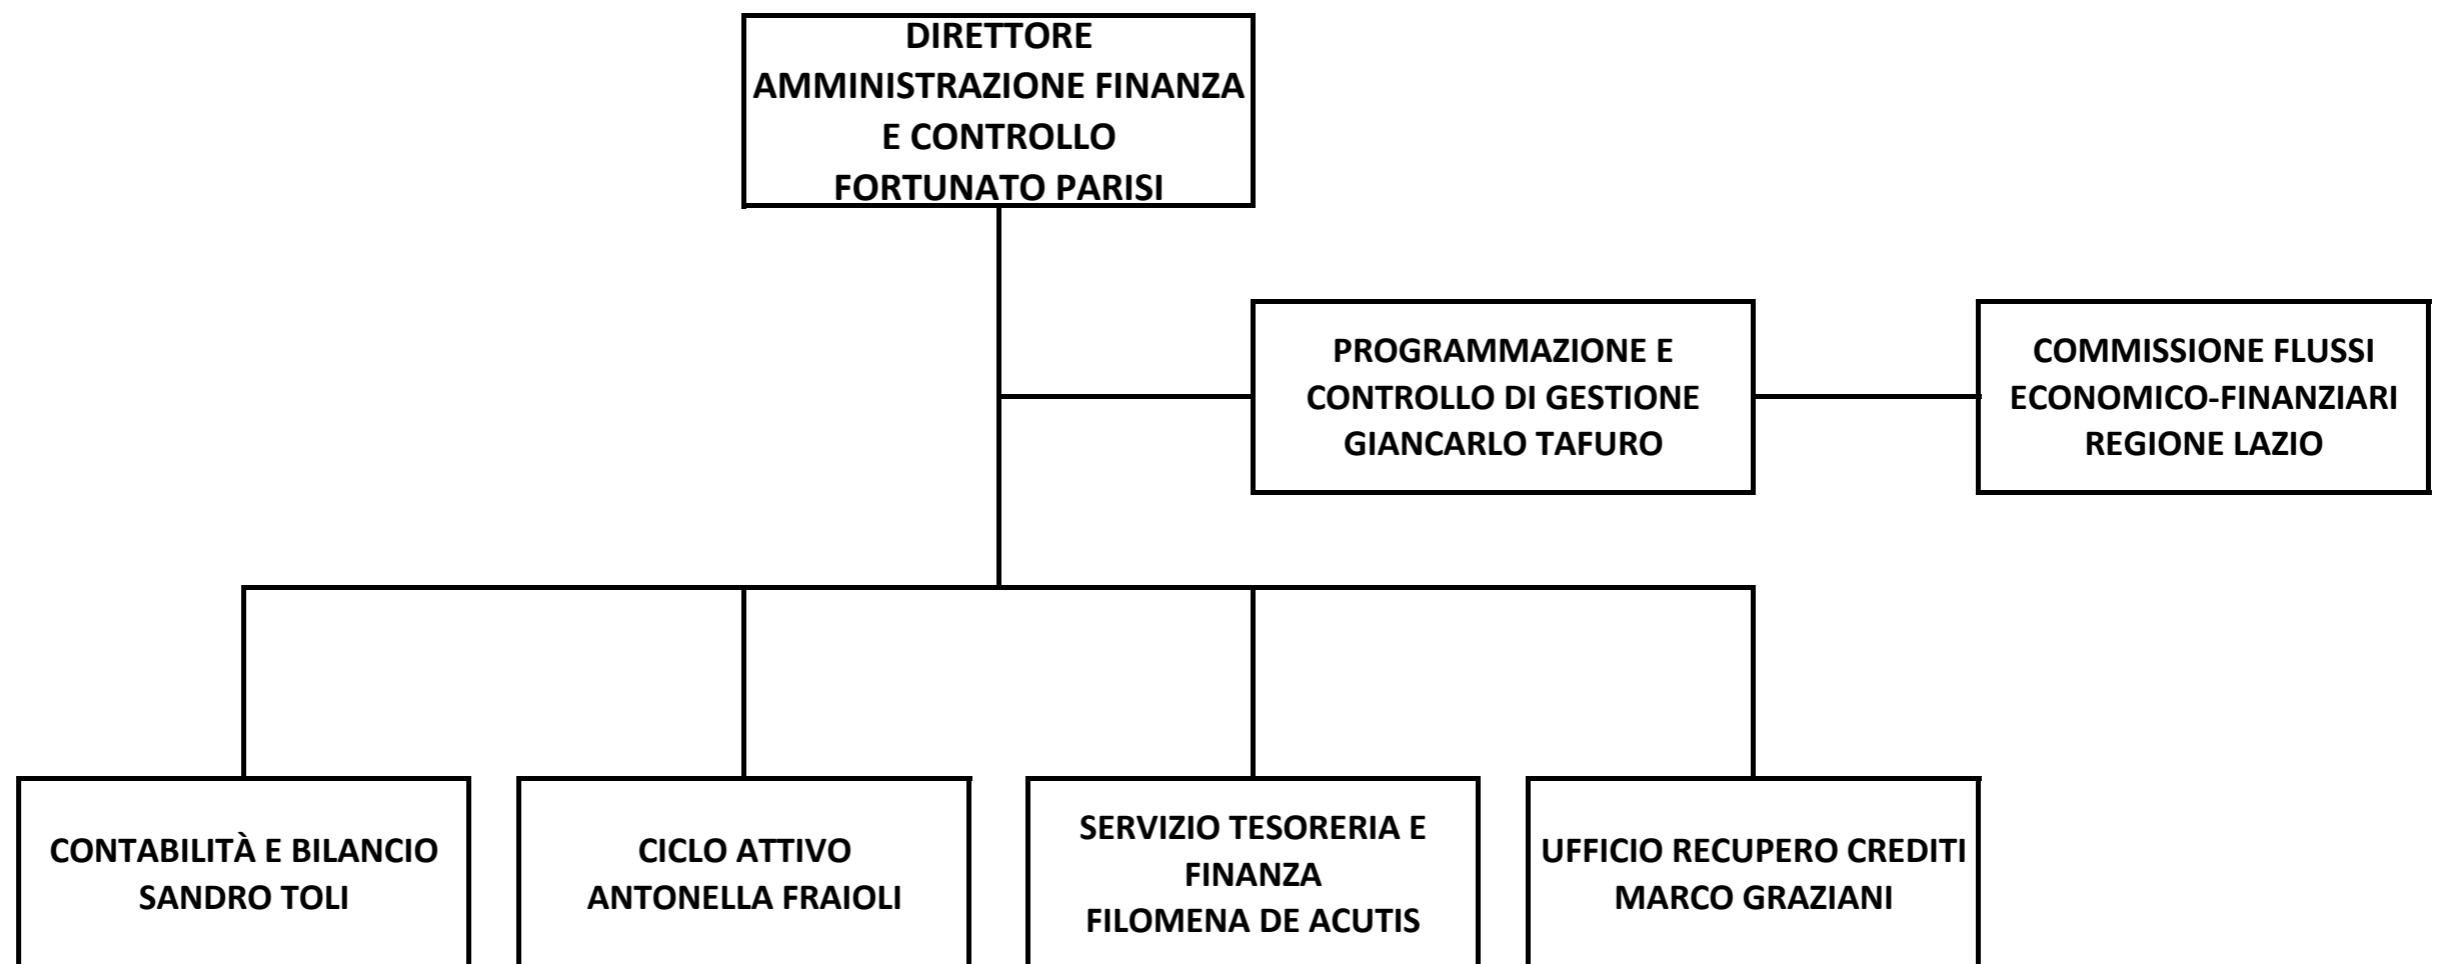 DIRETTORE
AMMINISTRAZIONE FINANZA
E CONTROLLO
FORTUNATO PARISI
PROGRAMMAZIONE E
CONTROLLO DI GESTIONE
GIANCARLO TAFURO
COMMISSIONE FLUSSI
ECONOMICO-FINANZIARI
REGIONE LAZIO
CONTABILITÀ E BILANCIO
SANDRO TOLI
CICLO ATTIVO
ANTONELLA FRAIOLI
SERVIZIO TESORERIA E
FINANZA
FILOMENA DE ACUTIS
UFFICIO RECUPERO CREDITI
MARCO GRAZIANI